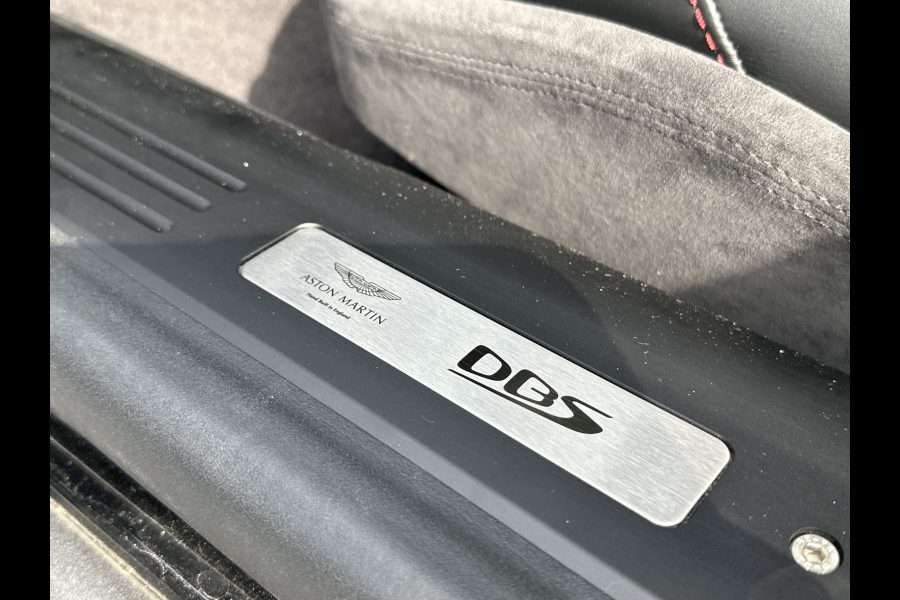 ASTON MARTIN
Hand Built in England
DBS